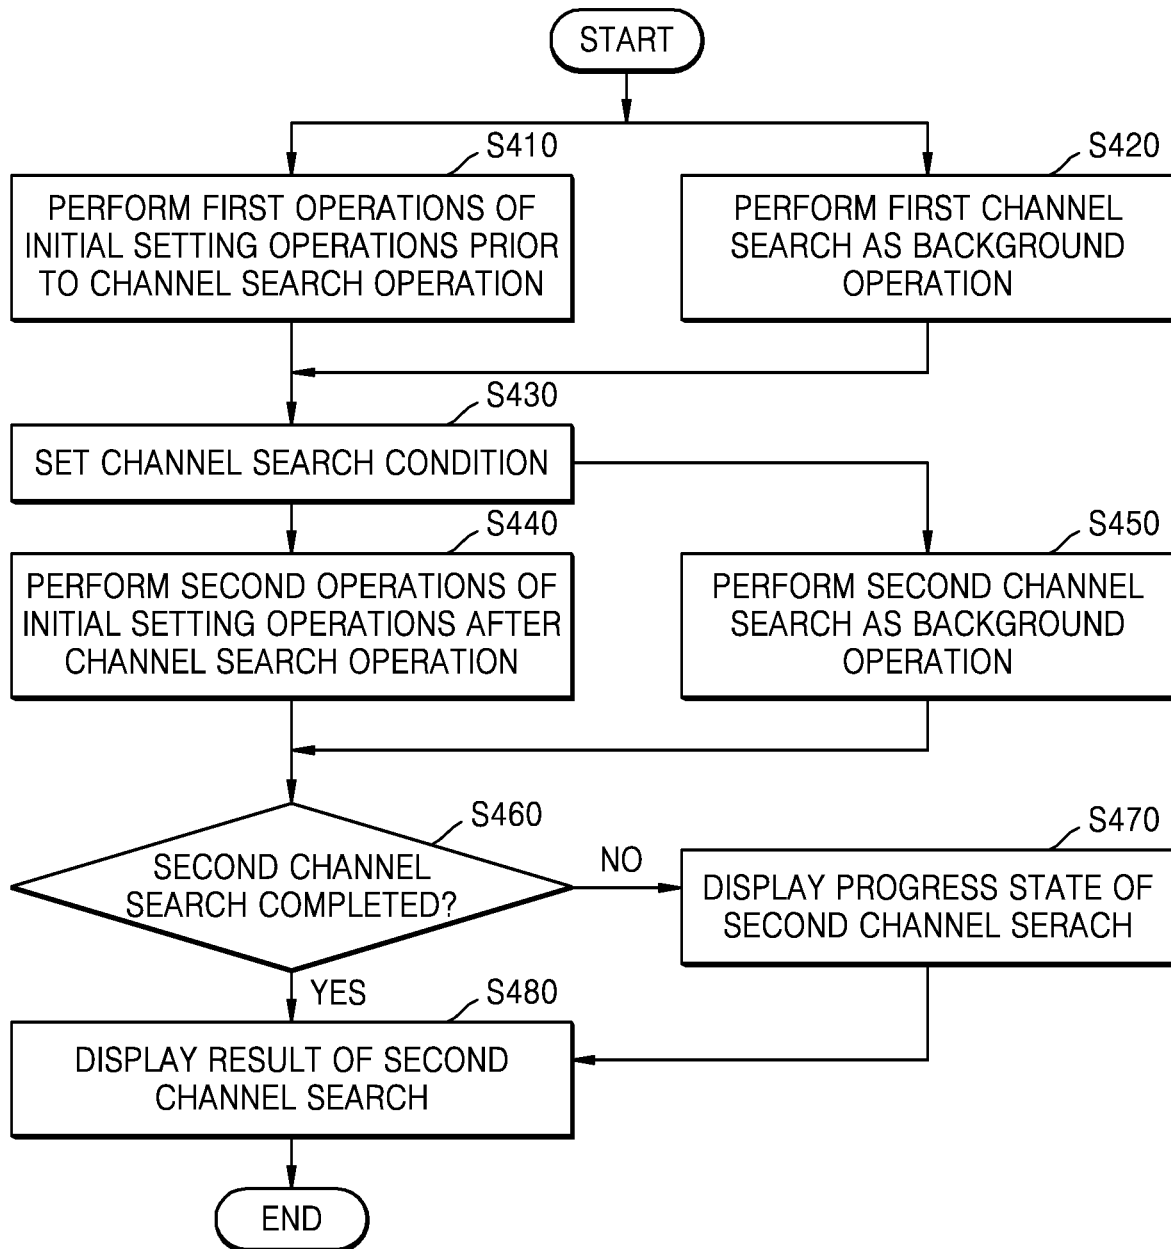 START
S410
PERFORM FIRST OPERATIONS OF
INITIAL SETTING OPERATIONS PRIOR
TO CHANNEL SEARCH OPERATION
S420
PERFORM FIRST CHANNEL
SEARCH AS BACKGROUND
OPERATION
S430
SET CHANNEL SEARCH CONDITION
S440
PERFORM SECOND OPERATIONS OF
INITIAL SETTING OPERATIONS AFTER
CHANNEL SEARCH OPERATION
S450
PERFORM SECOND CHANNEL
SEARCH AS BACKGROUND
OPERATION
S460
SECOND CHANNEL
SEARCH COMPLETED?
NO
S470
DISPLAY PROGRESS STATE OF
SECOND CHANNEL SERACH
YES
S480
DISPLAY RESULT OF SECOND
CHANNEL SEARCH
END